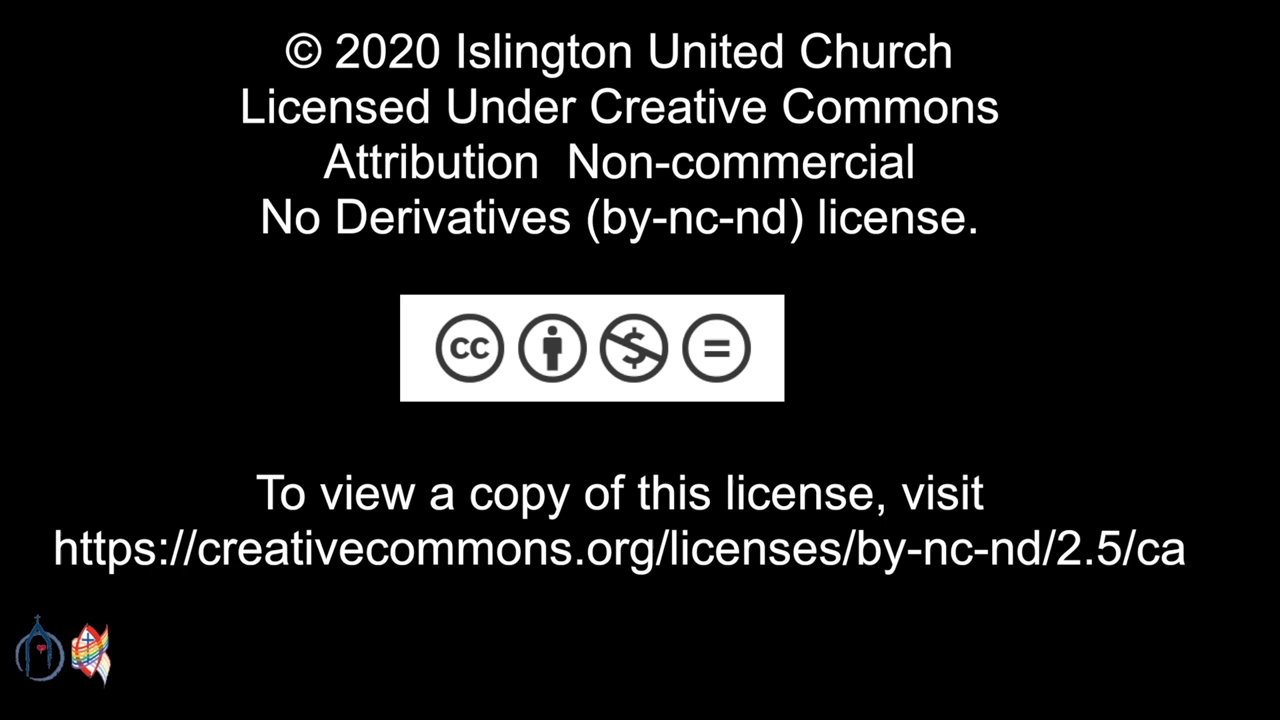 © 2020 Islington United Church
Licensed Under Creative Commons
Attribution  Non-commercial
No Derivatives (by-nc-nd) license.
cc
To view a copy of this license, visit
https://creativecommons.org/licenses/by-nc-nd/2.5/ca